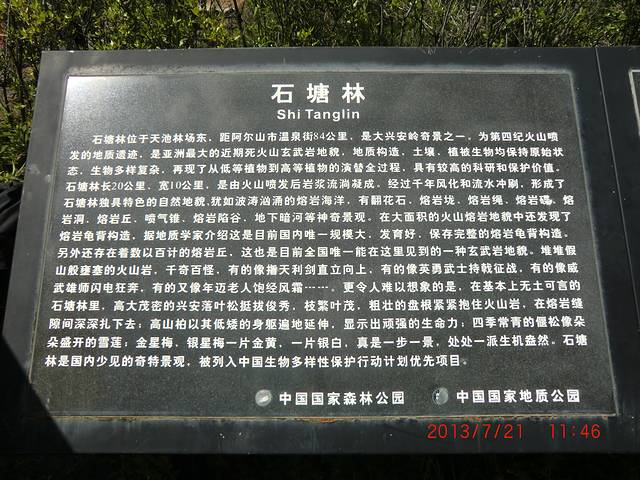 石塘林
Shi Tanglin
石塘林位于天池林场东，距阿尔山市温泉街84公里，是大兴安岭奇景之一，为第四纪火山喷
发的地质遗迹，是亚洲最大的近期死火山玄武岩地貌，地质构造，土壤，植被生物均保持原始状
态，生物多样复杂，再现了从低等植物到高等植物的演替全过程，具有较高的科研和保护价值。
石塘林长20公里，宽10公里，是由火山喷发后岩浆流淌凝成。经过千年风化和流水冲刷，形成了
石塘林独具特色的自然地貌，犹如波涛汹涌的熔岩海洋，有翻花石、熔岩垅、熔岩绳、熔岩碟、熔
岩洞、熔岩丘、喷气锥、熔岩陷谷、地下暗河等神奇景观。在大面积的火山熔岩地貌中还发现了
熔岩龟背构造，据地质学家介绍这是目前国内唯一规模大，发育好，保存完整的熔岩龟背构造。
另外还存在着数以百计的熔岩丘，这也是目前全国唯一能在这里见到的一种玄武岩地貌。堆堆假
山般壅塞的火山岩，千奇百怪，有的像擀天利剑直立向上，有的像英勇武士持戟征战，有的像威
武雄师闪电狂奔，有的又像年迈老人饱经风霜……。更令人难以想象的是，在基本上无土可言的
石塘林里，高大茂密的兴安落叶松挺拔俊秀，枝繁叶茂，粗壮的盘根紧紧抱住火山岩，在熔岩缝
隙间深深扎下去；高山柏以其低矮的身躯遍地延伸，显示出顽强的生命力；四季常青的偃松像朵
朵盛开的雪莲；金星梅，银星梅一片金黄，一片银白，真是一步一景，处处一派生机盎然。石塘
林是国内少见的奇特景观，被列入中国生物多样性保护行动计划优先项目。
中国国家森林公园 中国国家地质公园
2013/7/21 11:46